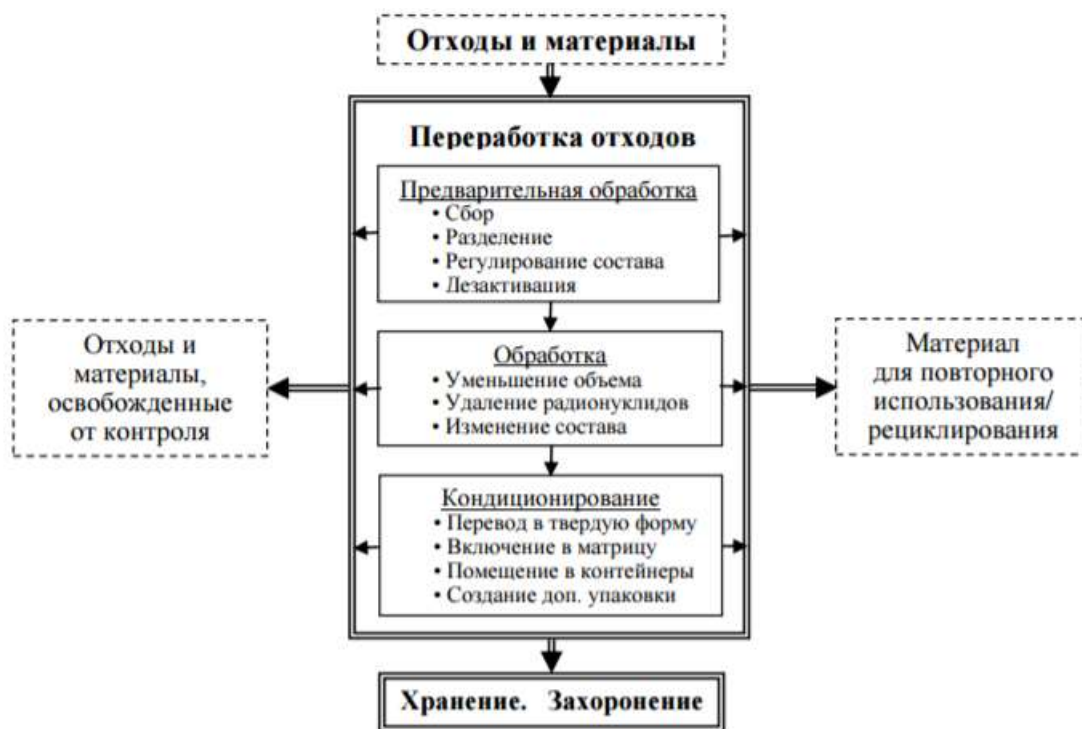 Отходы и материалы
Переработка отходов
Предварительная обработка
• Сбор
• Разделение
• Регулирование состава
• Дезактивация
Отходы и
материалы,
освобожденные
от контроля
Обработка
• Уменьшение объема
• Удаление радионуклидов
• Изменение состава
Материал
для повторного
использования/
рециклирования
Кондиционирование
• Перевод в твердую форму
• Включение в матрицу
• Помещение в контейнеры
• Создание доп. упаковки
Хранение. Захоронение